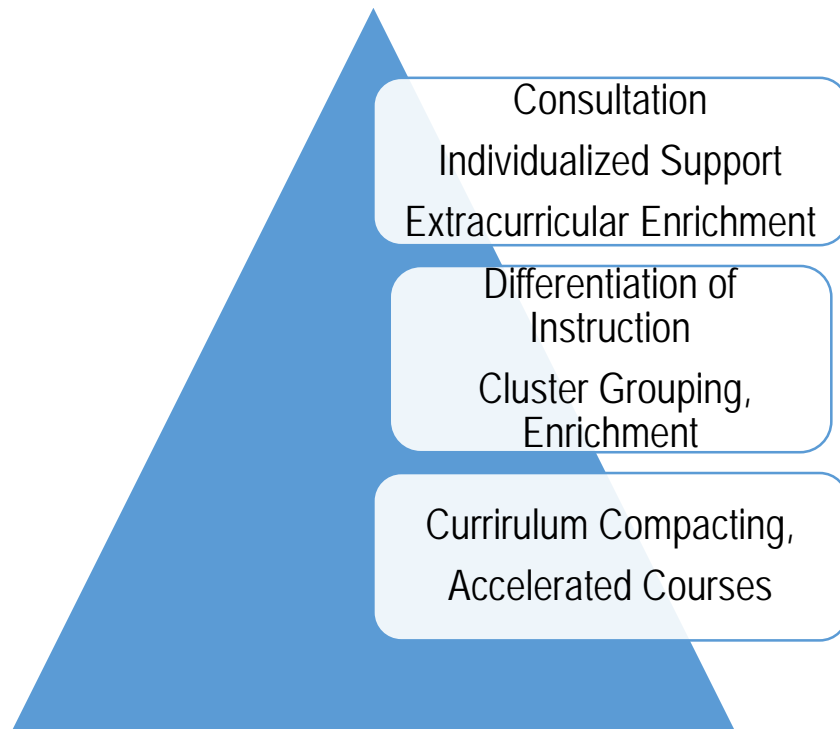 Consultation
Individualized Support
Extracurricular Enrichment
Differentiation of
Instruction
Cluster Grouping,
Enrichment
Currirulum Compacting,
Accelerated Courses